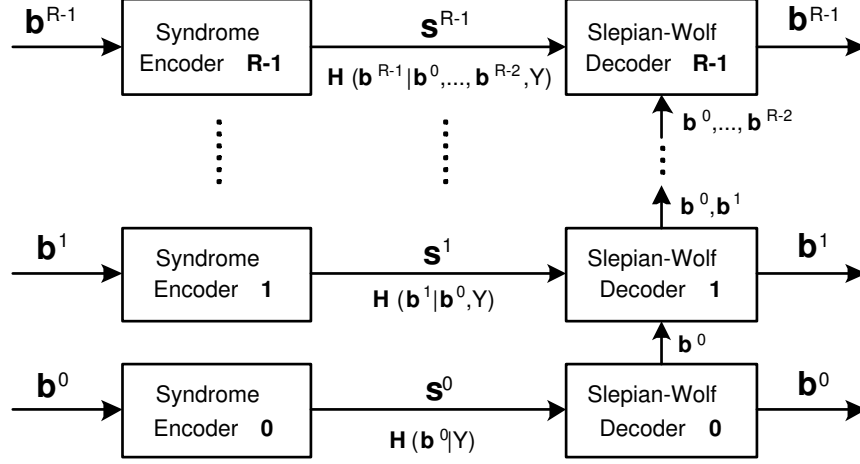 b^R-1
Syndrome
Encoder R-1
s^R-1
H (b^R-1|b^0,..., b^R-2,Y)
Slepian-Wolf
Decoder R-1
b^R-1
b^0,..., b^R-2
b^0,b^1
b^1
Syndrome
Encoder 1
s^1
H (b^1|b^0,Y)
Slepian-Wolf
Decoder 1
b^1
b^0
b^0
Syndrome
Encoder 0
s^0
H (b^0|Y)
Slepian-Wolf
Decoder 0
b^0